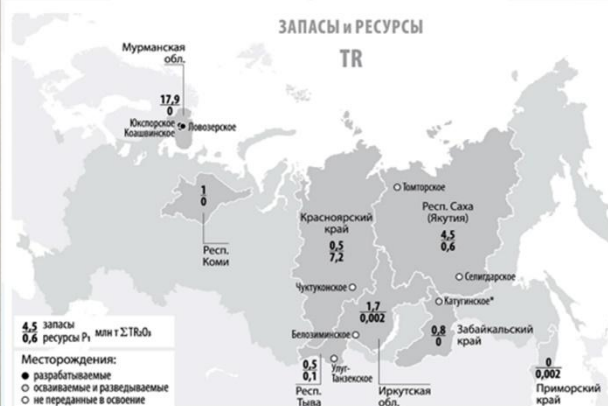 ЗАПАСЫ и РЕСУРСЫ
TR
Мурманская
обл.
17,9
0
Юкспорское
Коашвинское
Ловозерское
1
0
Респ.
Коми
Красноярский
край
0,5
7,2
Томторское
Респ. Саха
(Якутия)
4,5
0,6
Чуктуконское
Селигдарское
1,7
0,002
Катугинское*
Белозиминское
0,8
0
Забайкальский
край
0,5
0,1
Респ.
Тыва
Улуг-
Танзекское
Иркутская
обл.
0
0,002
Приморский
край
4,5 запасы
0,6 ресурсы P₁ млн т ΣTR₂O₃
Месторождения:
разрабатываемые
осваиваемые и разведываемые
не переданные в освоение